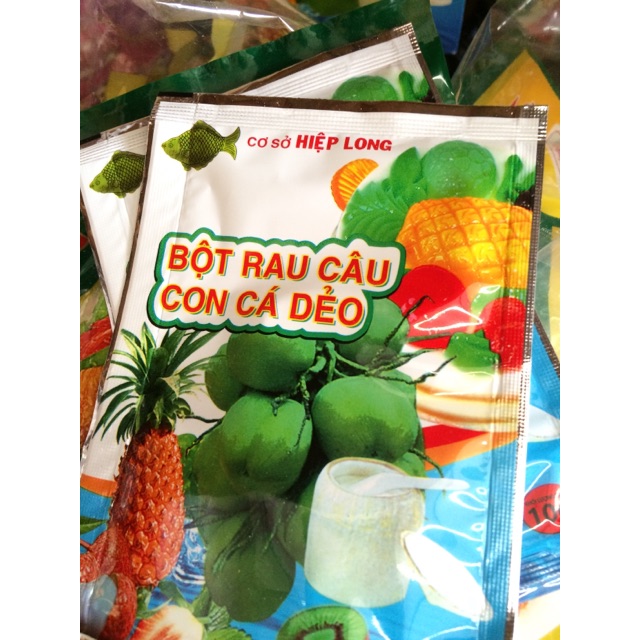 CƠ SỞ HIỆP LONG
BỘT RAU CÂU
CON CÁ DẺO